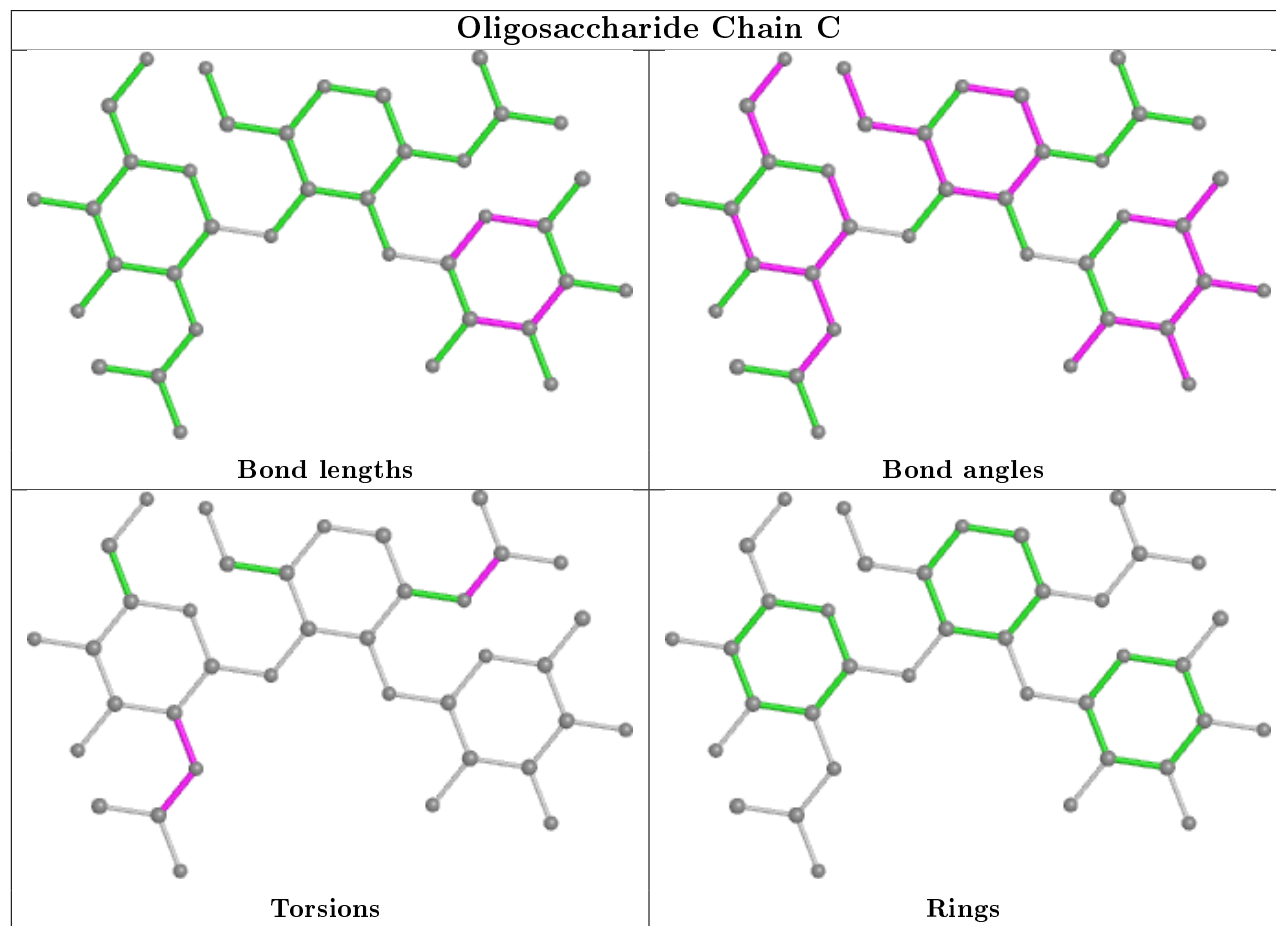 Oligosaccharide Chain C
Bond lengths
Bond angles
Torsions
Rings